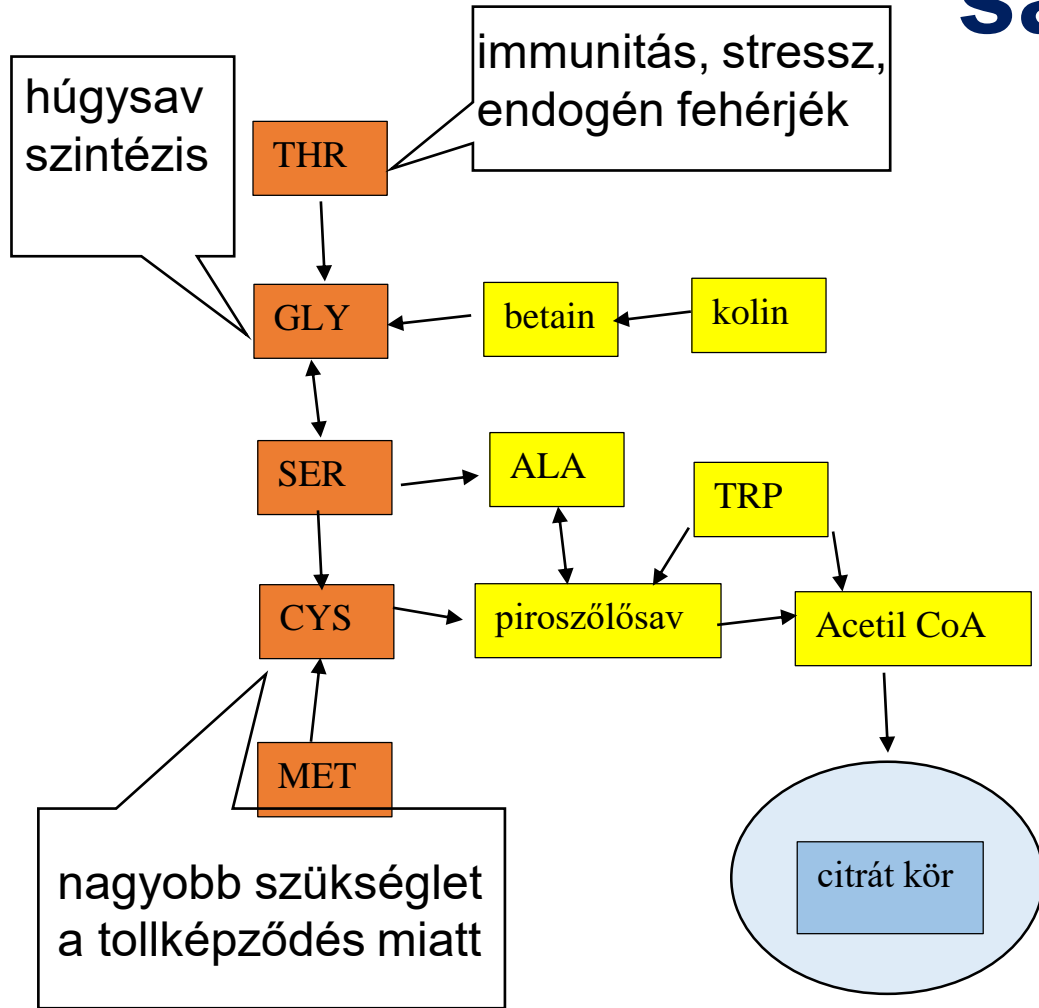 sa
húgysav
szintézis
immunitás, stressz,
endogén fehérjék
THR
GLY
betain
kolin
SER
ALA
TRP
CYS
piroszőlősav
Acetil CoA
MET
nagyobb szükséglet
a tollképződés miatt
citrát kör